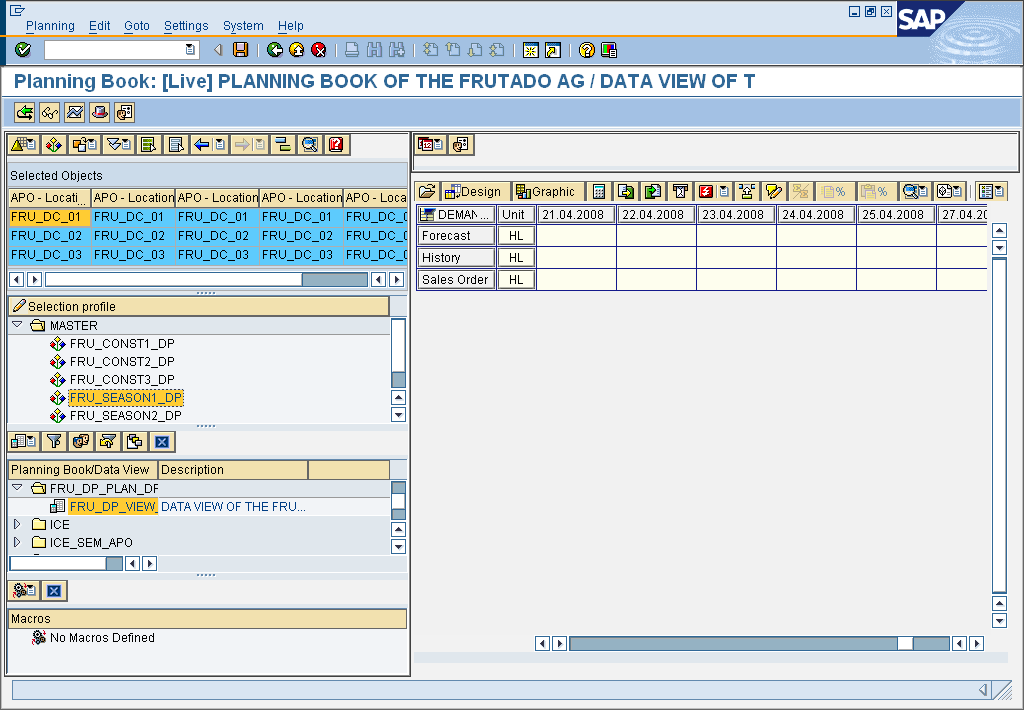 Planning Edit Goto Settings System Help
SAP
Planning Book: [Live] PLANNING BOOK OF THE FRUTADO AG / DATA VIEW OF T
Selected Objects
APO - Locati... APO - Location APO - Location APO - Location APO - Loca
FRU_DC_01 FRU_DC_01 FRU_DC_01 FRU_DC_01 FRU_DC_0
FRU_DC_02 FRU_DC_02 FRU_DC_02 FRU_DC_02 FRU_DC_0
FRU_DC_03 FRU_DC_03 FRU_DC_03 FRU_DC_03 FRU_DC_0
Selection profile
MASTER
FRU_CONST1_DP
FRU_CONST2_DP
FRU_CONST3_DP
FRU_SEASON1_DP
FRU_SEASON2_DP
Planning Book/Data View Description
FRU_DP_PLAN_DP
FRU_DP_VIEW_ DATA VIEW OF THE FRU...
ICE
ICE_SEM_APO
Macros
No Macros Defined
Design Graphic
DEMAN... Unit 21.04.2008 22.04.2008 23.04.2008 24.04.2008 25.04.2008 27.04.20
Forecast HL
History HL
Sales Order HL